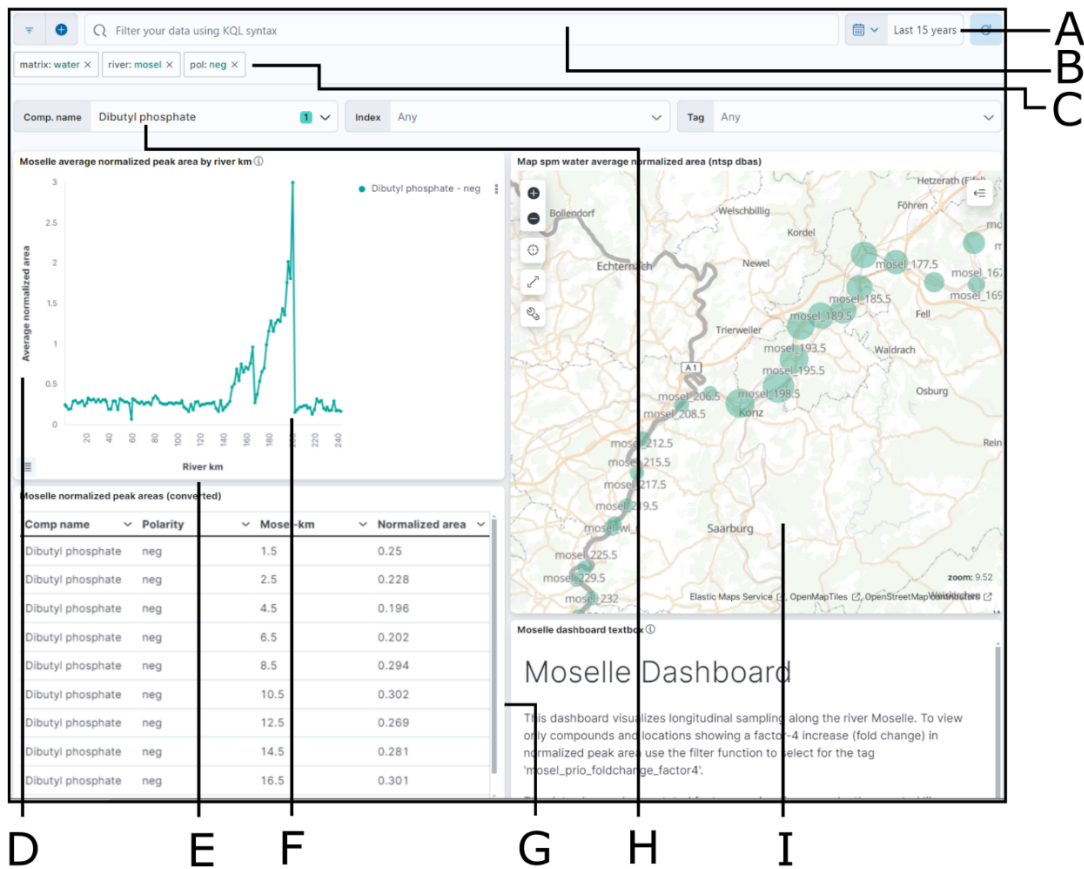 Filter your data using KQL syntax
Last 15 years
A
B
matrix: water ×
river: mosel ×
pol: neg ×
C
Comp. name
Dibutyl phosphate
1
Index
Any
Tag
Any
Moselle average normalized peak area by river km
3
2.5
2
1.5
1
0.5
0
Average normalized area
Dibutyl phosphate - neg
20
40
60
80
100
120
140
160
180
200
220
240
River km
Map spm water average normalized area (ntsp dbas)
Hetzerath (Eifel)
Föhren
Bollendorf
Welschbillig
Kordel
Echternach
Newel
mosel_177.5
mosel_185.5
mosel_189.5
Fell
Trierweiler
mosel_193.5
Waldrach
A1
mosel_195.5
Osburg
mosel_206.5
mosel_198.5
mosel_208.5
Konz
mosel_212.5
mosel_215.5
mosel_217.5
mosel_219.5
Saarburg
mosel_225.5
mosel_229.5
mosel_232
zoom: 9.52
Elastic Maps Service, OpenMapTiles, OpenStreetMap contributors
Moselle normalized peak areas (converted)
Comp name Polarity Mosel-km Normalized area
Dibutyl phosphate neg 1.5 0.25
Dibutyl phosphate neg 2.5 0.228
Dibutyl phosphate neg 4.5 0.196
Dibutyl phosphate neg 6.5 0.202
Dibutyl phosphate neg 8.5 0.294
Dibutyl phosphate neg 10.5 0.302
Dibutyl phosphate neg 12.5 0.269
Dibutyl phosphate neg 14.5 0.281
Dibutyl phosphate neg 16.5 0.301
Moselle dashboard textbox
Moselle Dashboard
This dashboard visualizes longitudinal sampling along the river Moselle. To view
only compounds and locations showing a factor-4 increase (fold change) in
normalized peak area use the filter function to select for the tag
'mosel_prio_foldchange_factor4'.
D
E
F
G
H
I